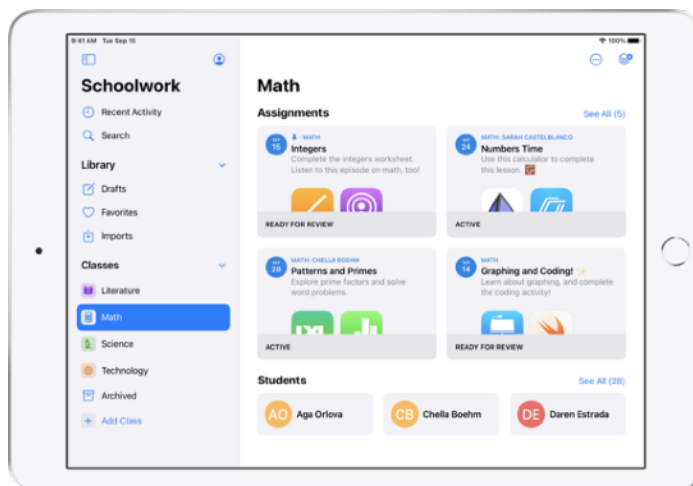 9:41 AM Tue Sep 15
100%
Schoolwork
Recent Activity
Search
Library
Drafts
Favorites
Imports
Classes
Literature
Math
Science
Technology
Archived
Add Class
Math
Assignments
See All (5)
SEP
15
- MATH
Integers
Complete the integers worksheet.
Listen to this episode on math, too!
READY FOR REVIEW
SEP
24
MATH: SARAH CASTELBLANCO
Numbers Time
Use this calculator to complete
this lesson.
ACTIVE
SEP
28
MATH: CHELLA BOEHM
Patterns and Primes
Explore prime factors and solve
word problems.
IXL
ACTIVE
SEP
14
MATH
Graphing and Coding!
Learn about graphing, and complete
the coding activity!
READY FOR REVIEW
Students
See All (28)
AO
Aga Orlova
CB
Chella Boehm
DE
Daren Estrada